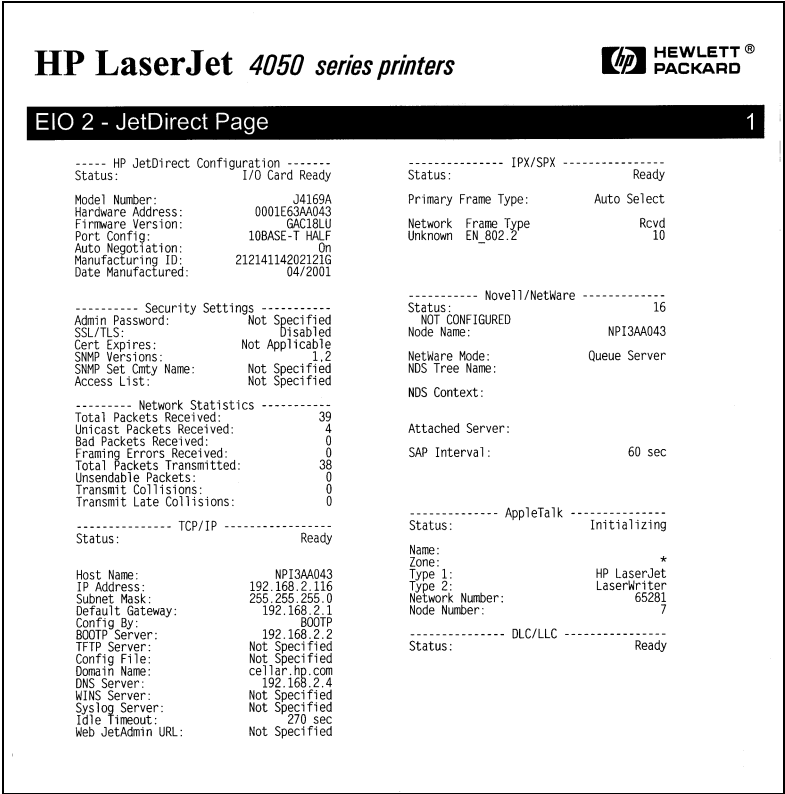 HP LaserJet 4050 series printers
hp HEWLETT ®
PACKARD
EIO 2 - JetDirect Page 1
----- HP JetDirect Configuration -------
Status: I/O Card Ready
Model Number: J4169A
Hardware Address: 0001E63AA043
Firmware Version: GAC18LU
Port Config: 10BASE-T HALF
Auto Negotiation: On
Manufacturing ID: 21214114202121G
Date Manufactured: 04/2001
---------- Security Settings -----------
Admin Password: Not Specified
SSL/TLS: Disabled
Cert Expires: Not Applicable
SNMP Versions: 1,2
SNMP Set Cmty Name: Not Specified
Access List: Not Specified
--------- Network Statistics -----------
Total Packets Received: 39
Unicast Packets Received: 4
Bad Packets Received: 0
Framing Errors Received: 0
Total Packets Transmitted: 38
Unsendable Packets: 0
Transmit Collisions: 0
Transmit Late Collisions: 0
--------------- TCP/IP -----------------
Status: Ready
Host Name: NPI3AA043
IP Address: 192.168.2.116
Subnet Mask: 255.255.255.0
Default Gateway: 192.168.2.1
Config By: BOOTP
BOOTP Server: 192.168.2.2
TFTP Server: Not Specified
Config File: Not Specified
Domain Name: cellar.hp.com
DNS Server: 192.168.2.4
WINS Server: Not Specified
Syslog Server: Not Specified
Idle Timeout: 270 sec
Web JetAdmin URL: Not Specified
--------------- IPX/SPX ----------------
Status: Ready
Primary Frame Type: Auto Select
Network Frame Type Rcvd
Unknown EN_802.2 10
----------- Novell/NetWare -------------
Status: 16
NOT CONFIGURED
Node Name: NPI3AA043
NetWare Mode: Queue Server
NDS Tree Name:
NDS Context:
Attached Server:
SAP Interval: 60 sec
-------------- AppleTalk ---------------
Status: Initializing
Name:
Zone: *
Type 1: HP LaserJet
Type 2: LaserWriter
Network Number: 65281
Node Number: 7
--------------- DLC/LLC ----------------
Status: Ready